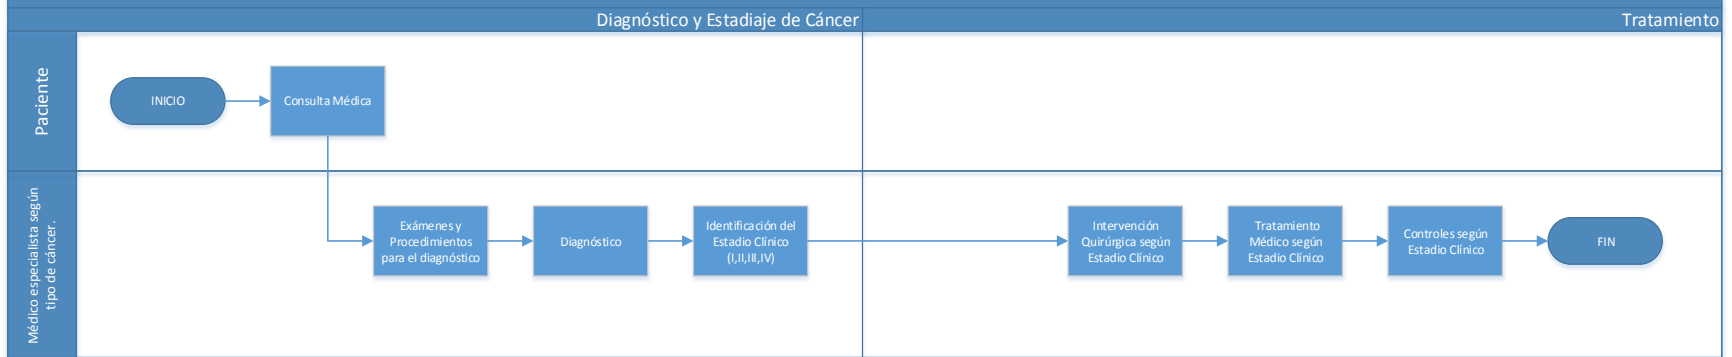 Diagnóstico y Estadiaje de Cáncer
Tratamiento
Paciente
INICIO
Consulta Médica
Médico especialista según
tipo de cáncer.
Exámenes y
Procedimientos
para el diagnóstico
Diagnóstico
Identificación del
Estadio Clínico
(I,II,III,IV)
Intervención
Quirúrgica según
Estadio Clínico
Tratamiento
Médico según
Estadio Clínico
Controles según
Estadio Clínico
FIN